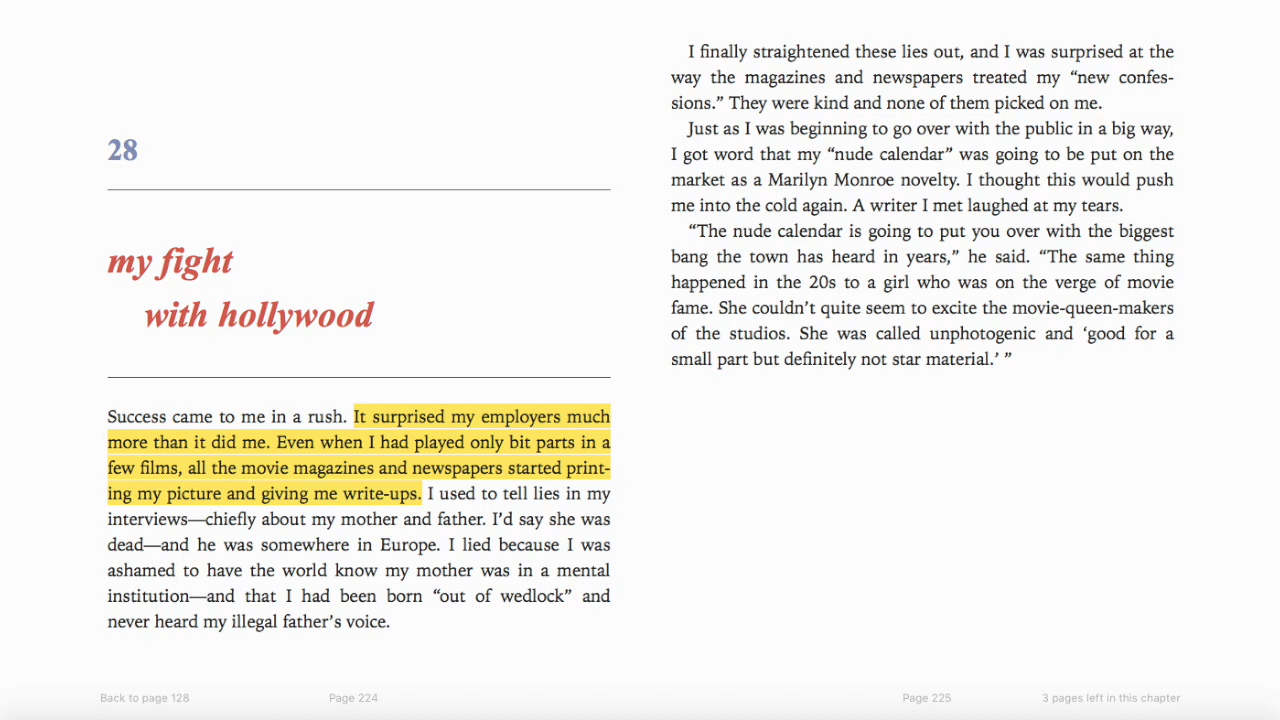 28
my fight
with hollywood
Success came to me in a rush. It surprised my employers much
more than it did me. Even when I had played only bit parts in a
few films, all the movie magazines and newspapers started print-
ing my picture and giving me write-ups. I used to tell lies in my
interviews—chiefly about my mother and father. I’d say she was
dead—and he was somewhere in Europe. I lied because I was
ashamed to have the world know my mother was in a mental
institution—and that I had been born “out of wedlock” and
never heard my illegal father’s voice.
I finally straightened these lies out, and I was surprised at the
way the magazines and newspapers treated my “new confes-
sions.” They were kind and none of them picked on me.
Just as I was beginning to go over with the public in a big way,
I got word that my “nude calendar” was going to be put on the
market as a Marilyn Monroe novelty. I thought this would push
me into the cold again. A writer I met laughed at my tears.
“The nude calendar is going to put you over with the biggest
bang the town has heard in years,” he said. “The same thing
happened in the 20s to a girl who was on the verge of movie
fame. She couldn’t quite seem to excite the movie-queen-makers
of the studios. She was called unphotogenic and ‘good for a
small part but definitely not star material.’ ”
Back to page 128
Page 224
Page 225
3 pages left in this chapter